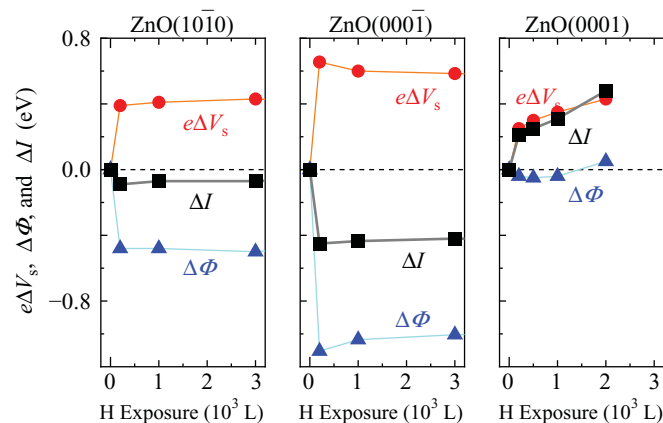 ZnO(101̅0) ZnO(0001̅) ZnO(0001)
eΔVs, ΔΦ, and ΔI (eV)
0.8
0.0
−0.8
eΔVs
ΔI
ΔΦ
eΔVs
ΔI
ΔΦ
eΔVs
ΔI
ΔΦ
0 1 2 3 0 1 2 3 0 1 2 3
H Exposure (10³ L) H Exposure (10³ L) H Exposure (10³ L)